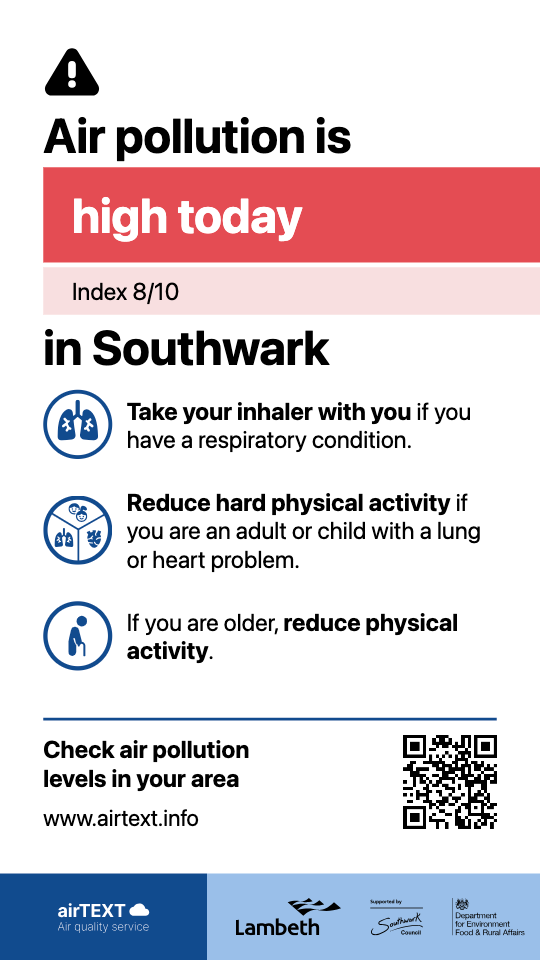 Air pollution is
high today
Index 8/10
in Southwark
Take your inhaler with you if you
have a respiratory condition.
Reduce hard physical activity if
you are an adult or child with a lung
or heart problem.
If you are older, reduce physical
activity.
Check air pollution
levels in your area
www.airtext.info
airTEXT
Air quality service
Lambeth
Supported by
Southwark
Council
Department
for Environment
Food & Rural Affairs